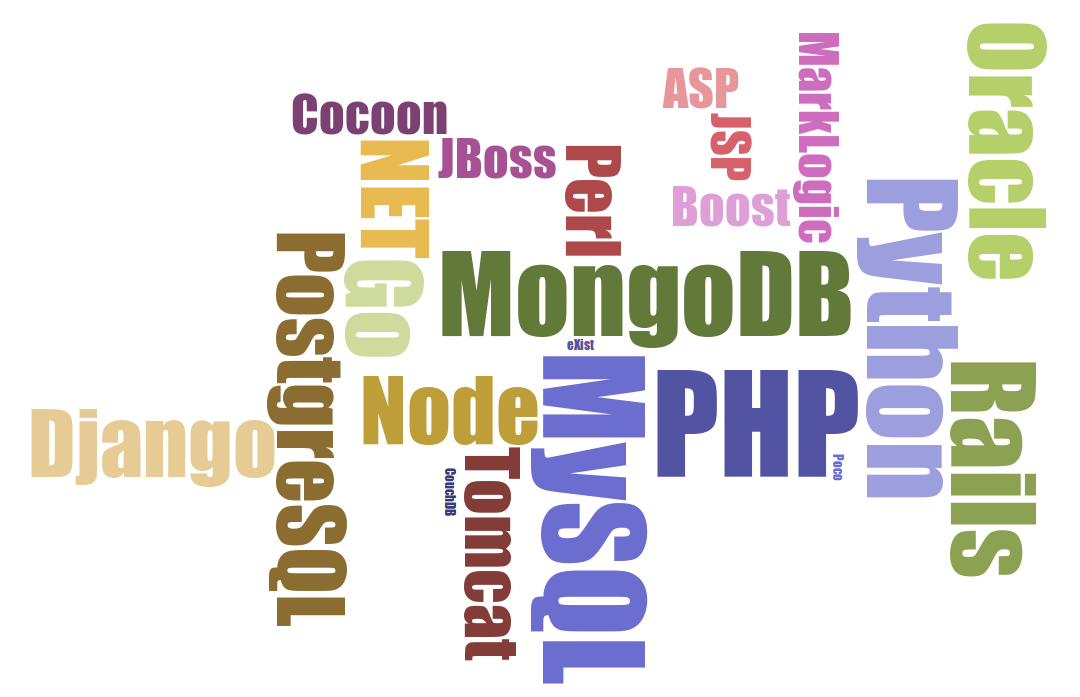 Oracle
MarkLogic
ASP
Cocoon
JSP
JBoss
NET
Perl
Boost
Python
PostgreSQL
MongoDB
Go
eXist
MySQL
Rails
PHP
Node
Django
Tomcat
Poco
CouchDB